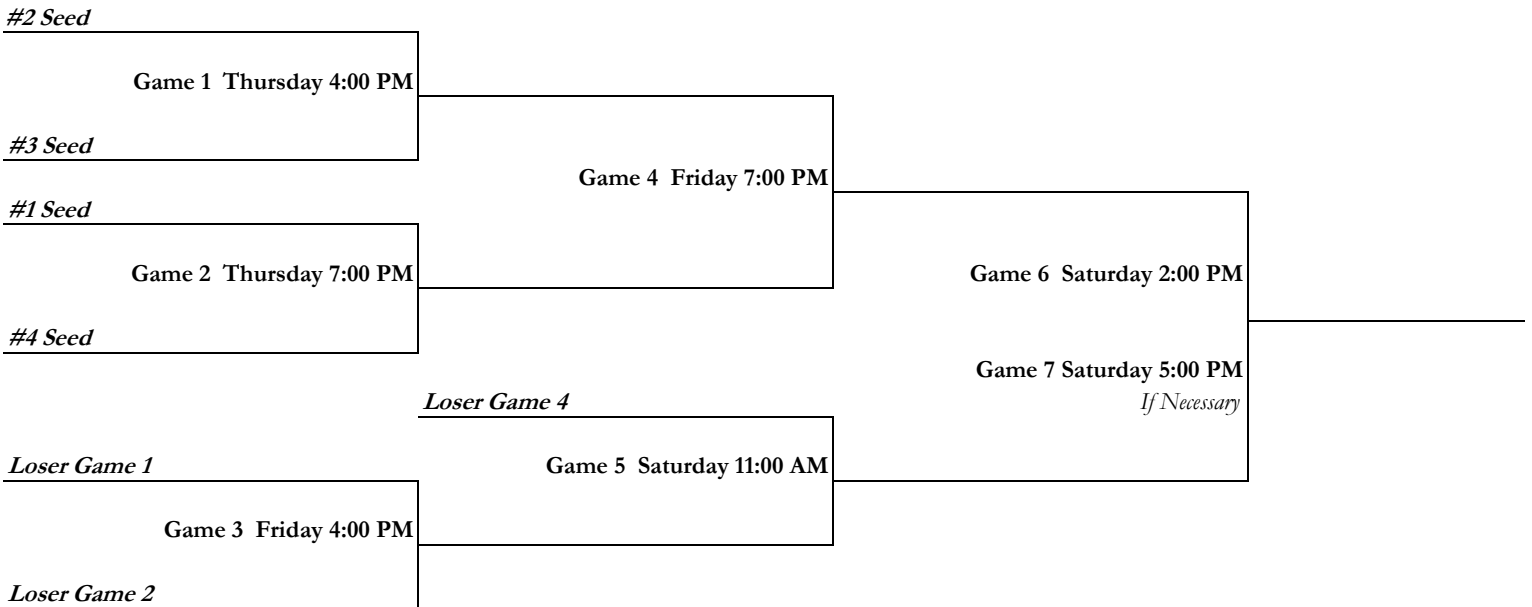 #2 Seed
Game 1 Thursday 4:00 PM
#3 Seed
Game 4 Friday 7:00 PM
#1 Seed
Game 2 Thursday 7:00 PM
Game 6 Saturday 2:00 PM
#4 Seed
Game 7 Saturday 5:00 PM
If Necessary
Loser Game 4
Loser Game 1
Game 5 Saturday 11:00 AM
Game 3 Friday 4:00 PM
Loser Game 2